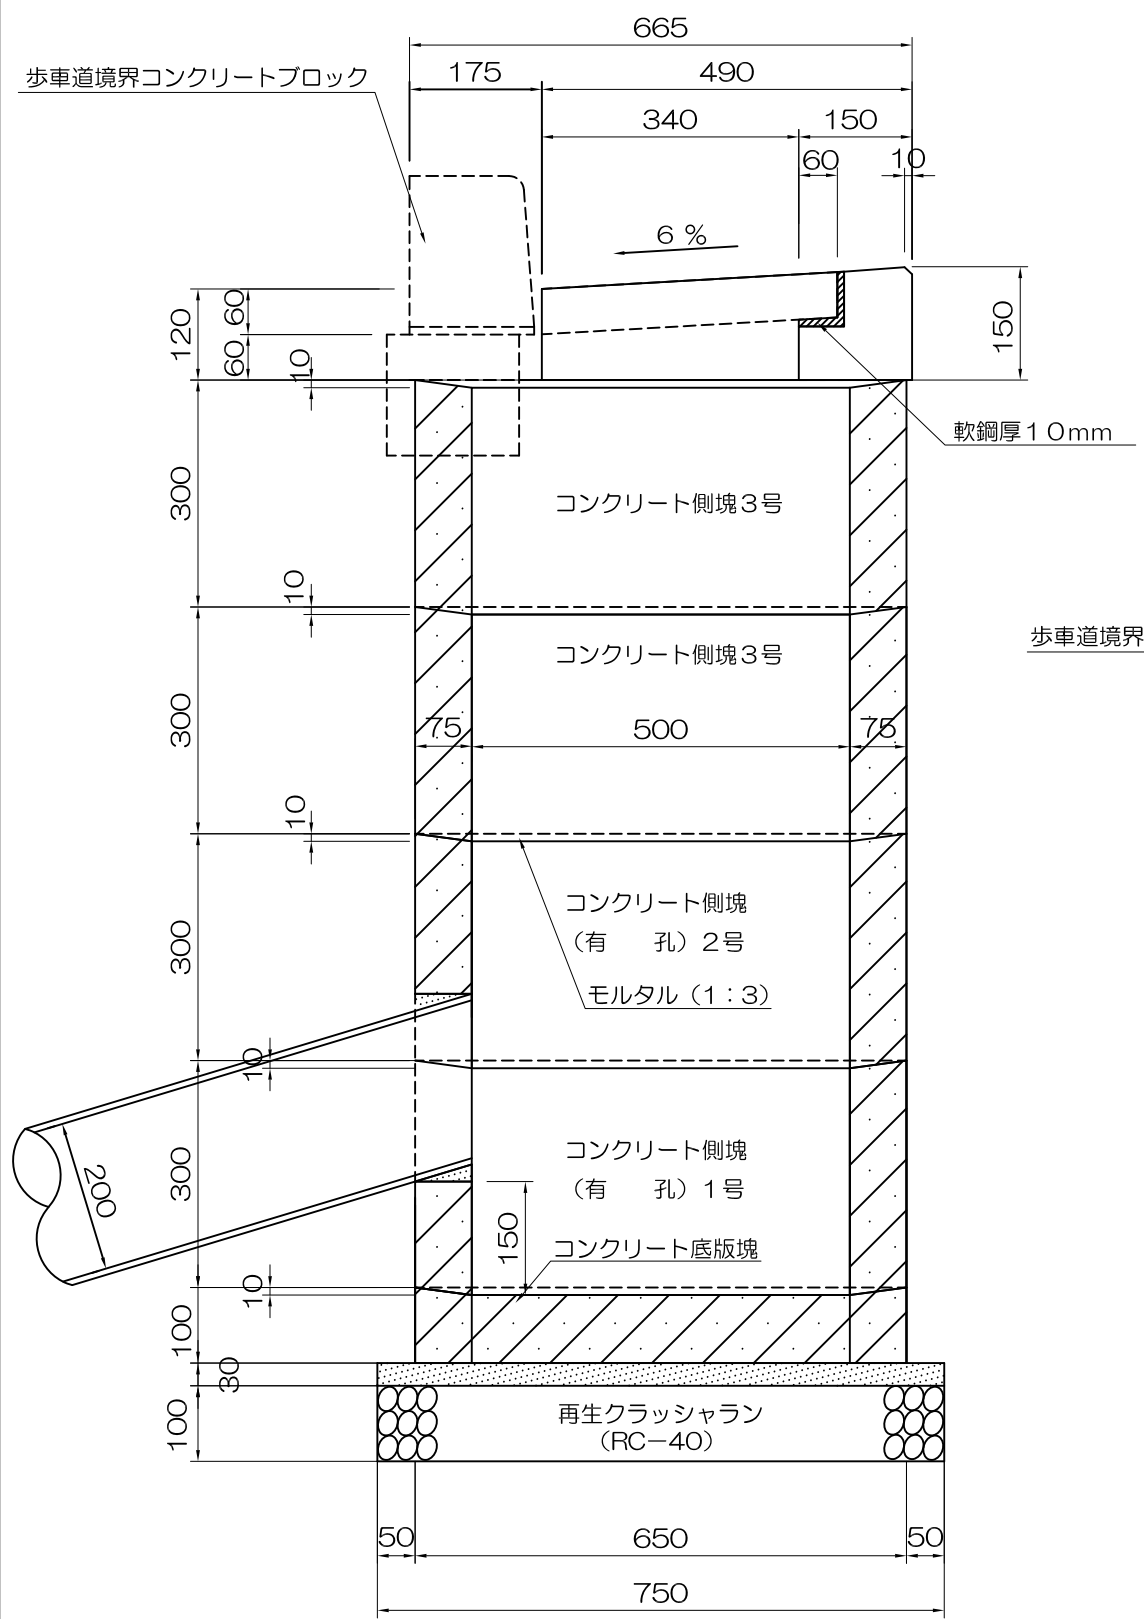 665
歩車道境界コンクリートブロック
175
490
340
150
60
10
6 %
120
60
60
10
150
軟鋼厚10mm
300
コンクリート側塊3号
10
コンクリート側塊3号
歩車道境界
300
75
500
75
10
コンクリート側塊
(有 孔)2号
300
モルタル(1:3)
10
コンクリート側塊
(有 孔)1号
300
200
150
コンクリート底版塊
10
100
30
再生クラッシャラン
(RC-40)
100
50
650
50
750